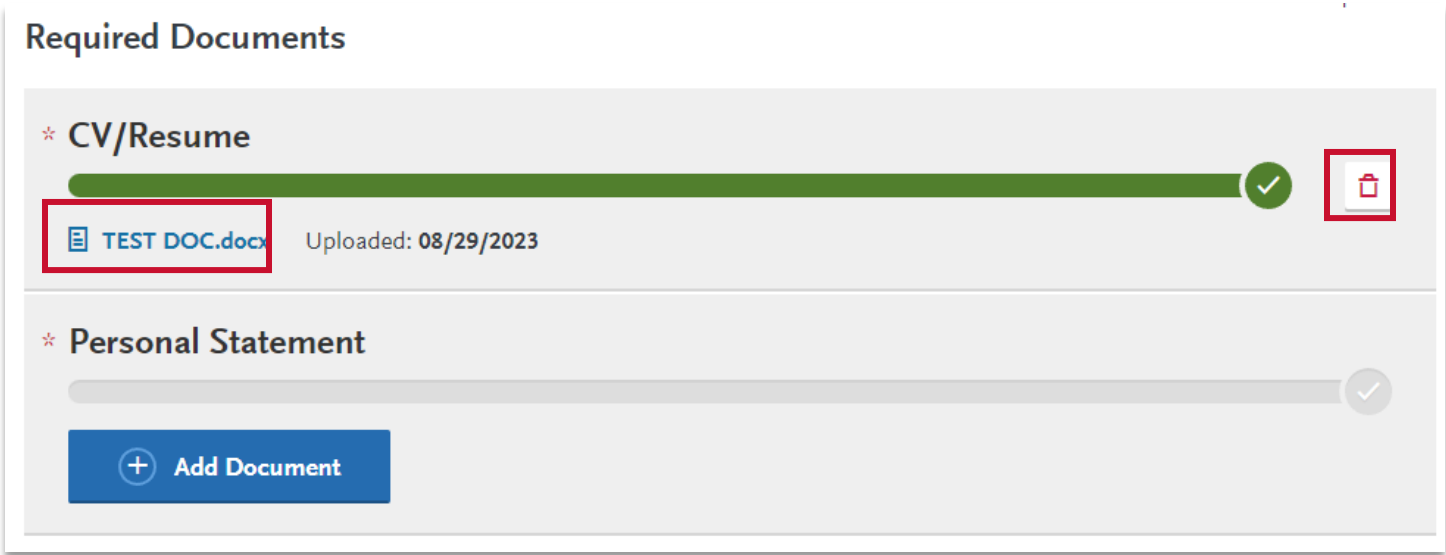 Required Documents
* CV/Resume
TEST DOC.docx Uploaded: 08/29/2023
* Personal Statement
Add Document